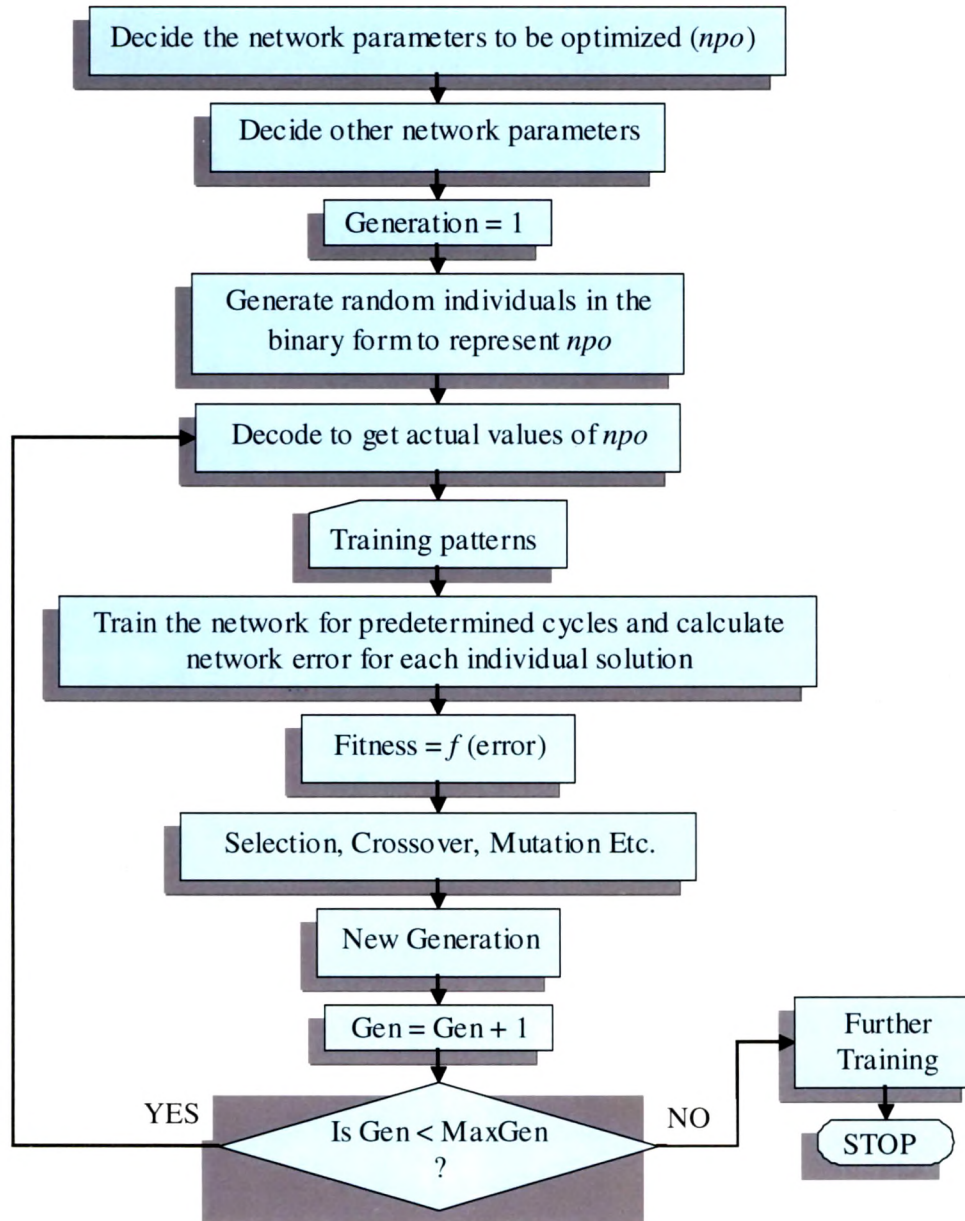 Decide the network parameters to be optimized (npo)
Decide other network parameters
Generation = 1
Generate random individuals in the
binary form to represent npo
Decode to get actual values of npo
Training patterns
Train the network for predetermined cycles and calculate
network error for each individual solution
Fitness = f (error)
Selection, Crossover, Mutation Etc.
New Generation
Gen = Gen + 1
Is Gen < MaxGen
?
YES
NO
Further
Training
STOP